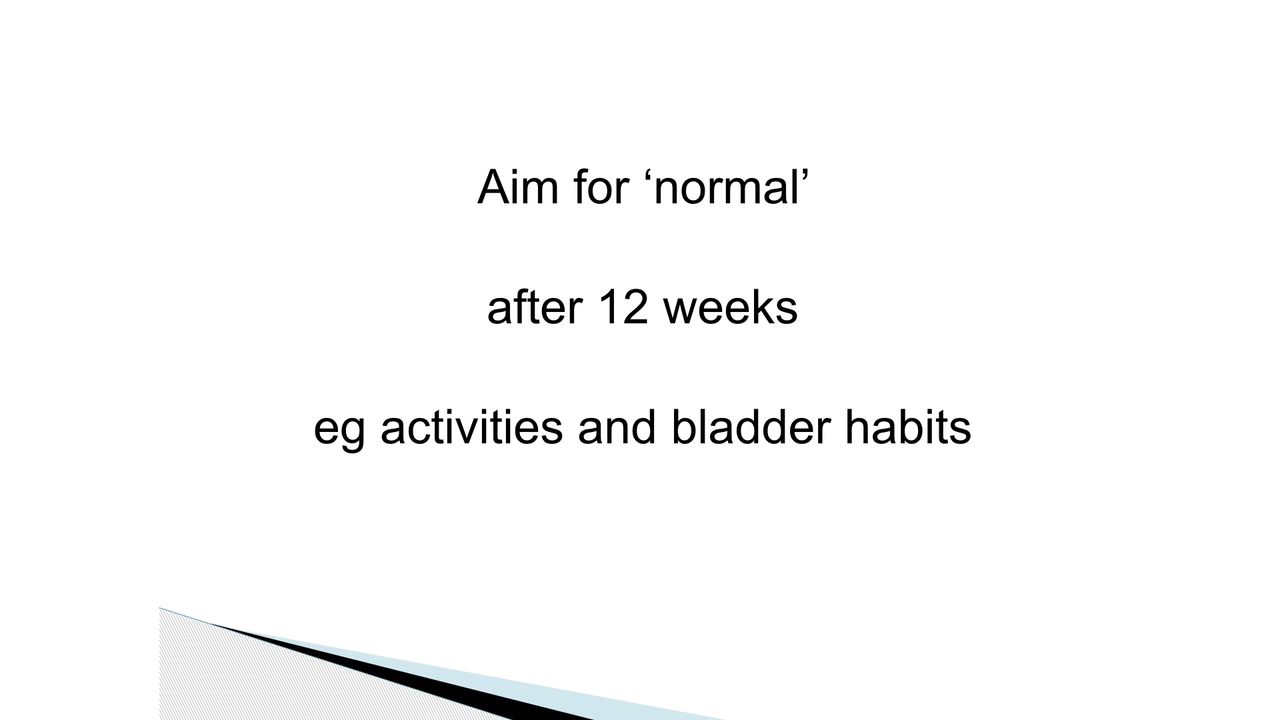 Aim for ‘normal’
after 12 weeks
eg activities and bladder habits